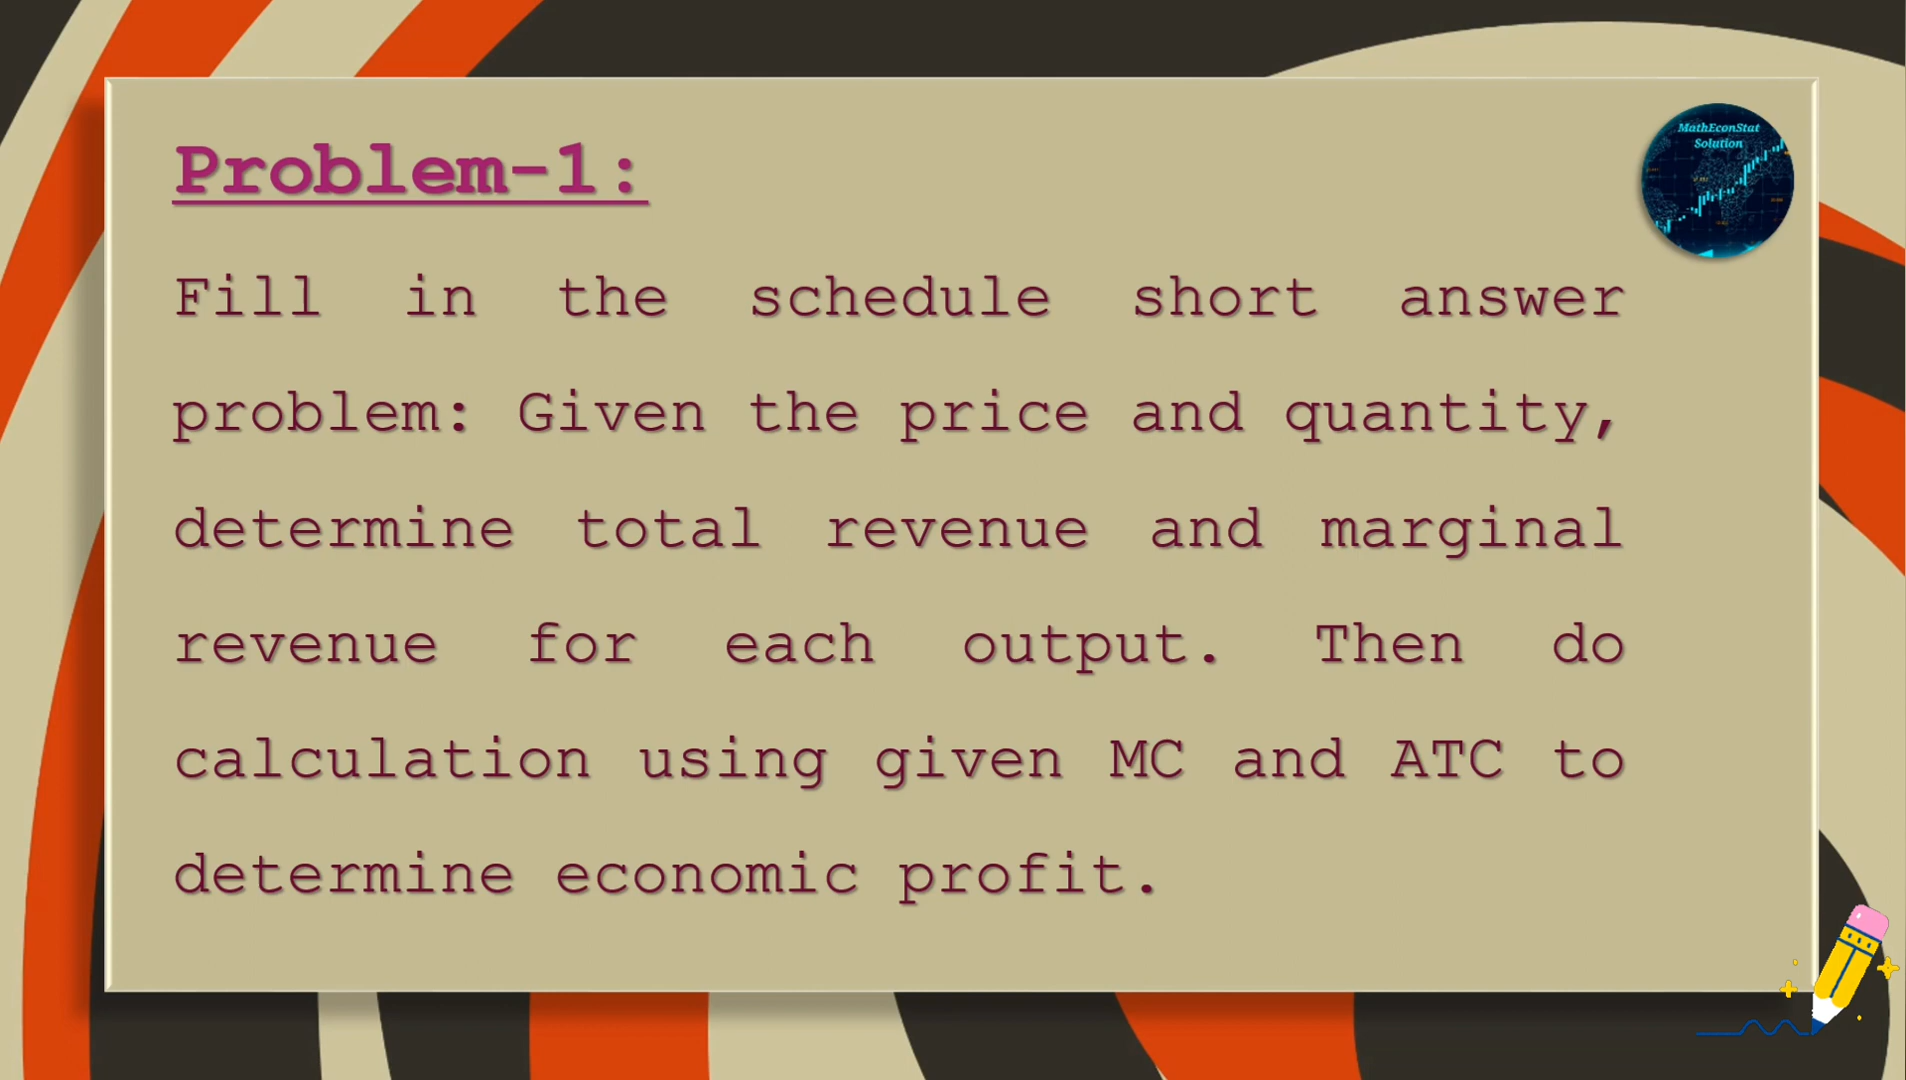 MathEconStat
Solution
Problem-1:
Fill in the schedule short answer
problem: Given the price and quantity,
determine total revenue and marginal
revenue for each output. Then do
calculation using given MC and ATC to
determine economic profit.